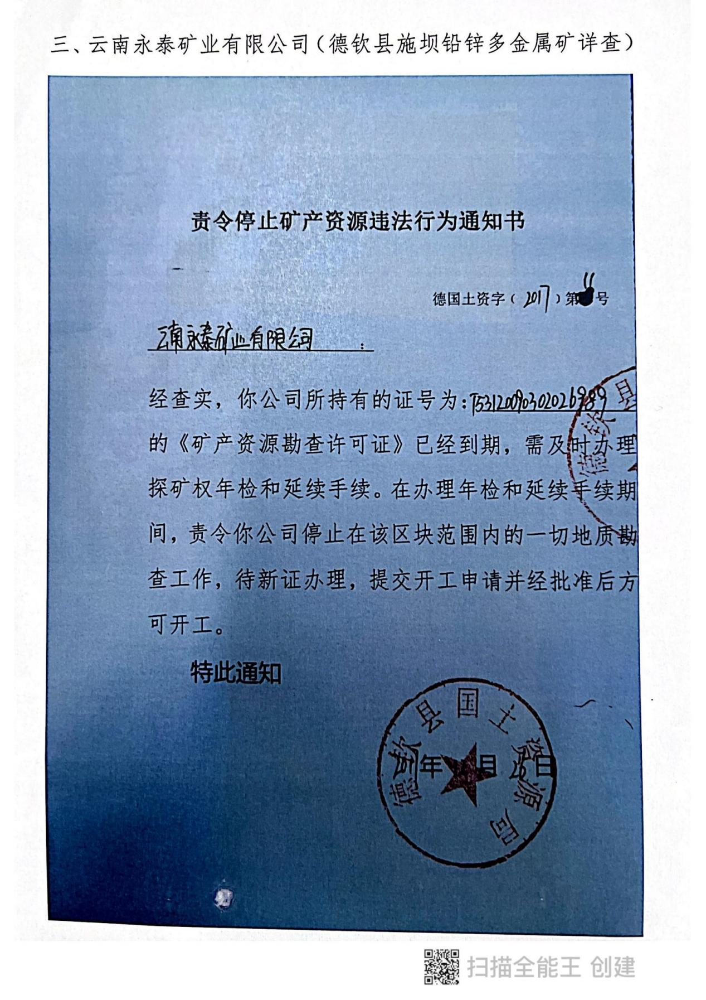 三、云南永泰矿业有限公司（德钦县施坝铅锌多金属矿详查）
责令停止矿产资源违法行为通知书
德国土资字（2017）第11号
云南永泰矿业有限公司：
经查实，你公司所持有的证号为：T53120090302026989
的《矿产资源勘查许可证》已经到期，需及时办理
探矿权年检和延续手续。在办理年检和延续手续期
间，责令你公司停止在该区块范围内的一切地质勘
查工作，待新证办理，提交开工申请并经批准后方
可开工。
特此通知
德钦县国土资源局
年 月20日
德钦县
扫描全能王 创建